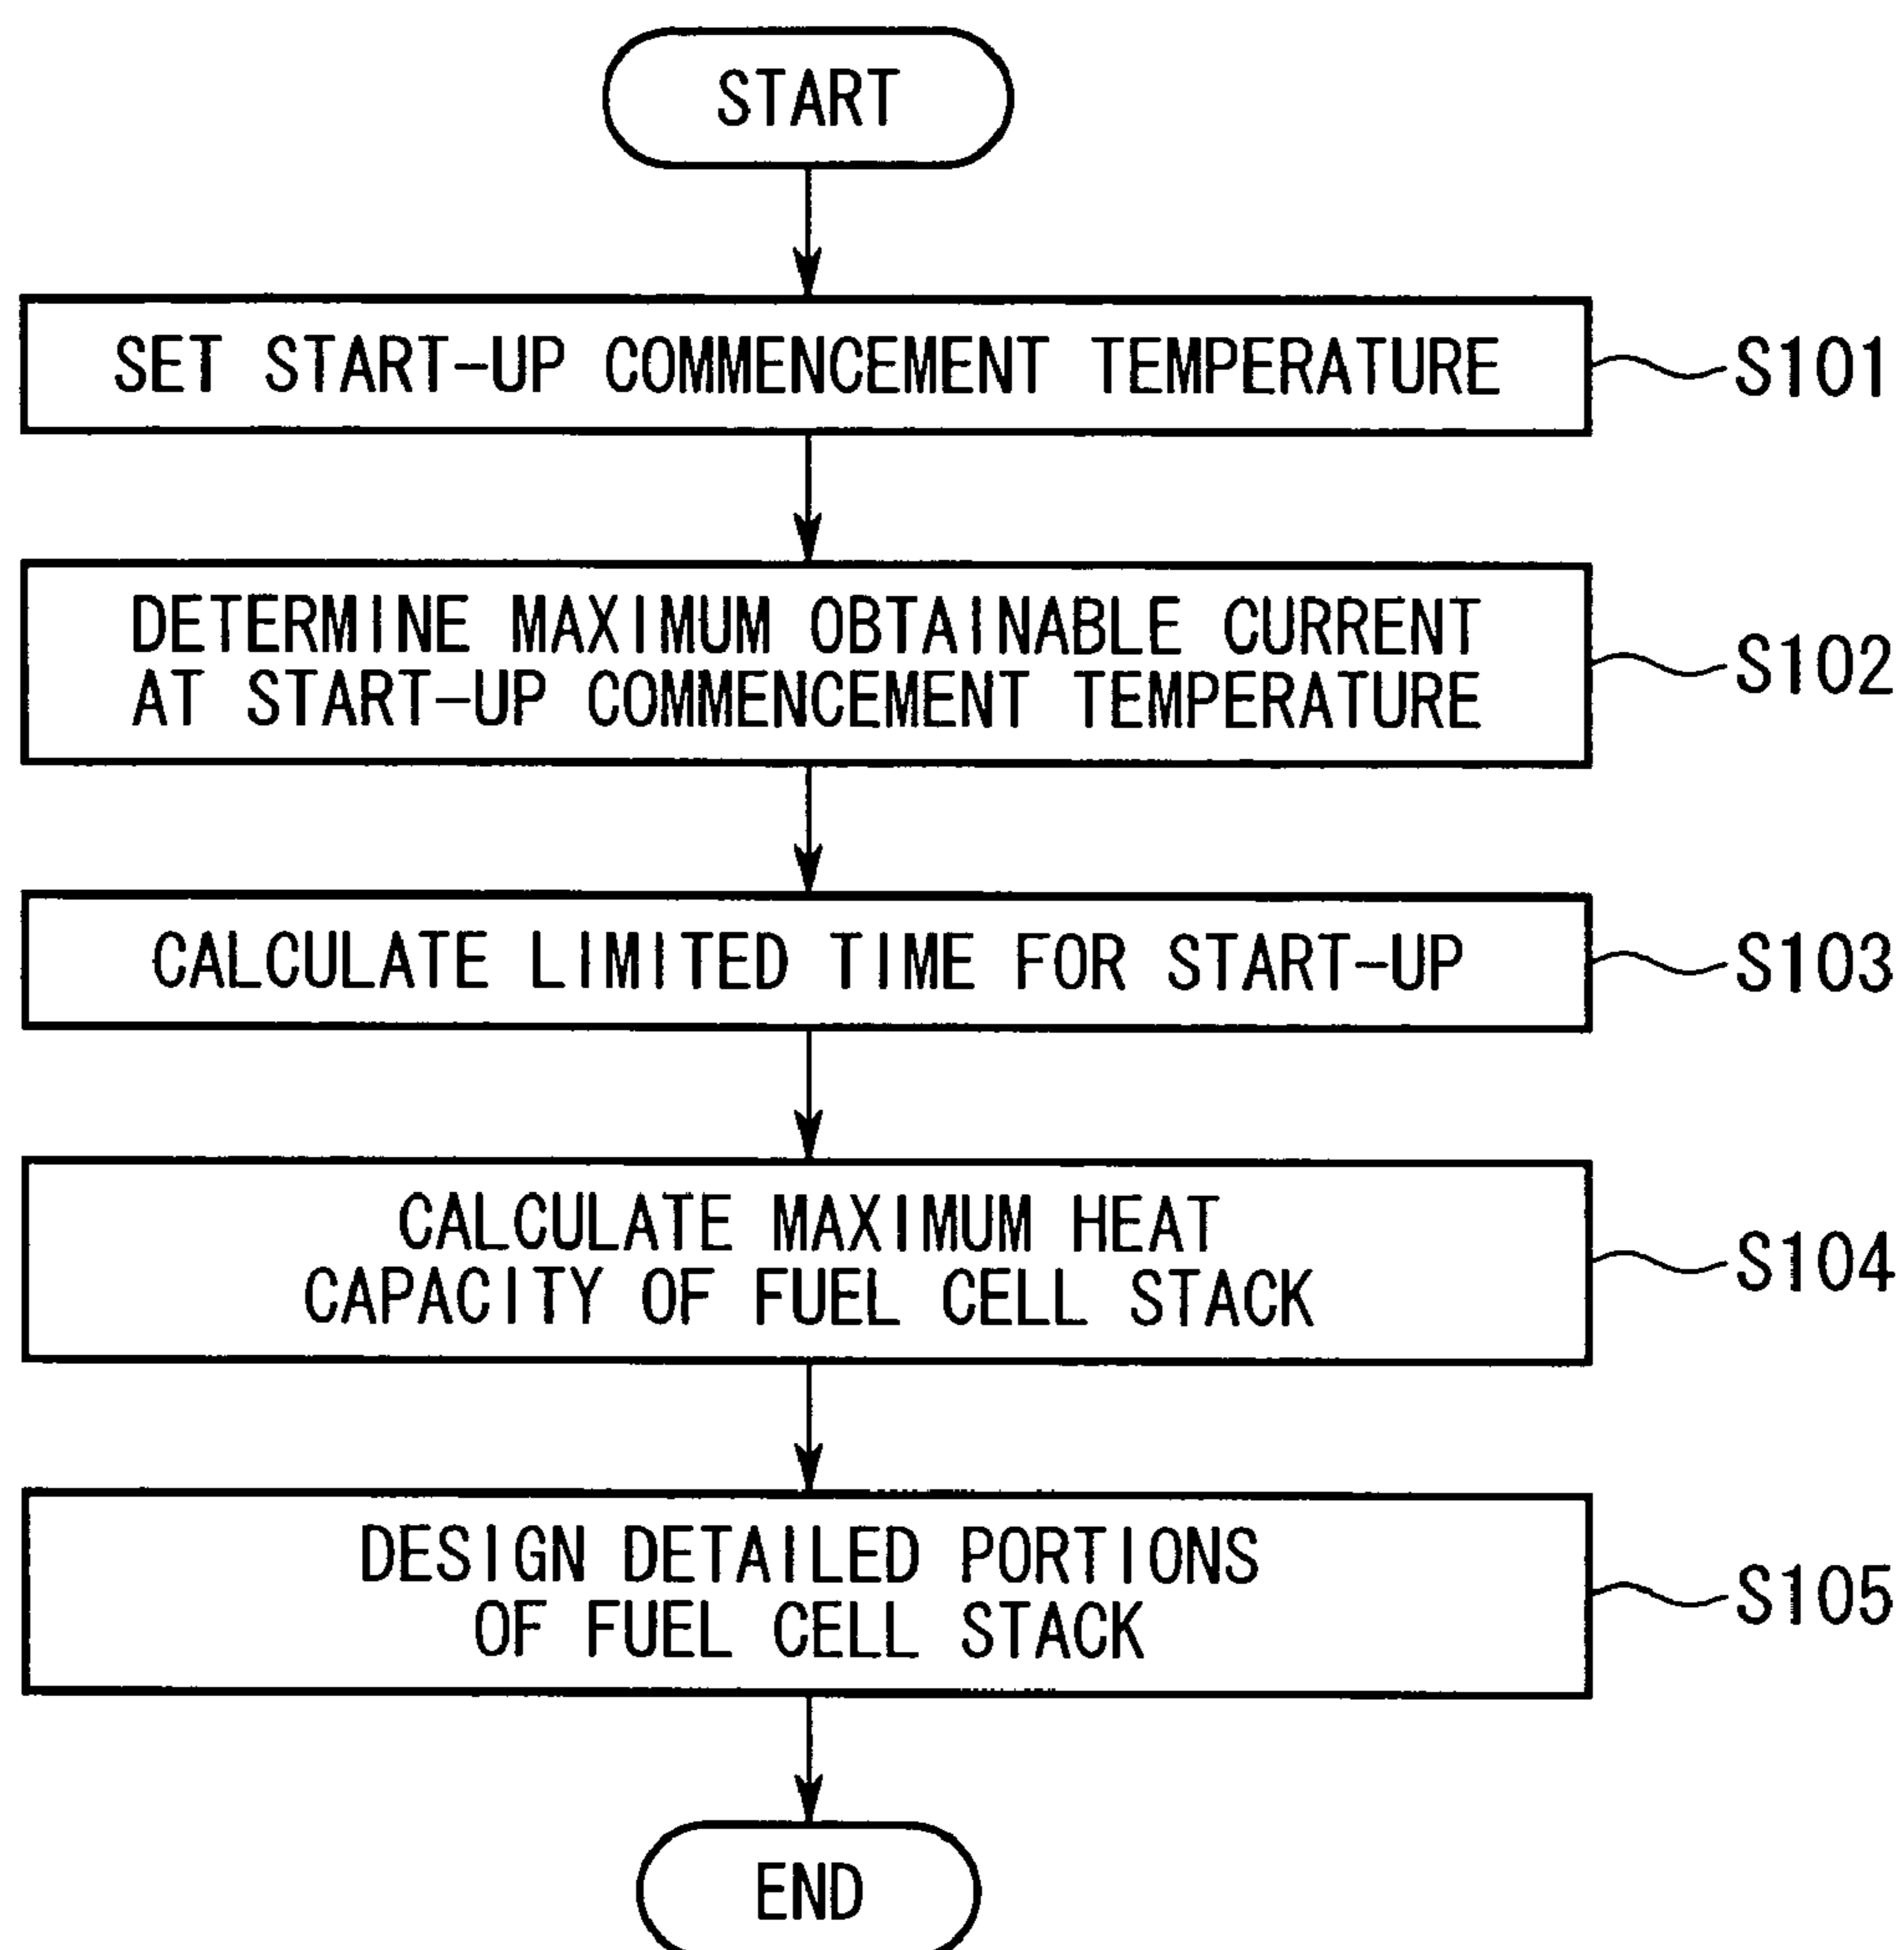 START
SET START-UP COMMENCEMENT TEMPERATURE
S101
DETERMINE MAXIMUM OBTAINABLE CURRENT
AT START-UP COMMENCEMENT TEMPERATURE
S102
CALCULATE LIMITED TIME FOR START-UP
S103
CALCULATE MAXIMUM HEAT
CAPACITY OF FUEL CELL STACK
S104
DESIGN DETAILED PORTIONS
OF FUEL CELL STACK
S105
END